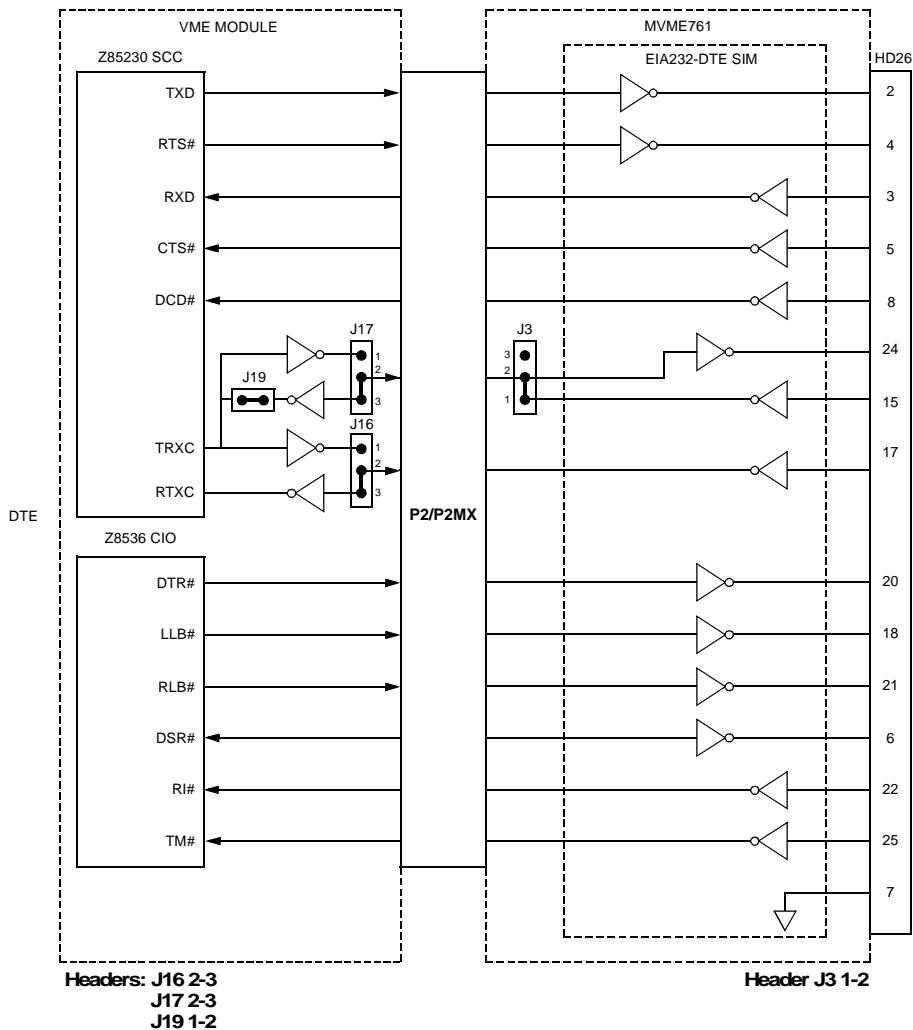 VME MODULE
MVME761
Z85230 SCC
EIA232-DTE SIM
HD26
TXD
2
RTS#
4
RXD
3
CTS#
5
DCD#
8
J17
J3
1
2
3
3
2
1
24
J19
15
J16
TRXC
1
2
3
17
RTXC
P2/P2MX
DTE
Z8536 CIO
DTR#
20
LLB#
18
RLB#
21
DSR#
6
RI#
22
TM#
25
7
Headers: J16 2-3
J17 2-3
J19 1-2
Header J3 1-2